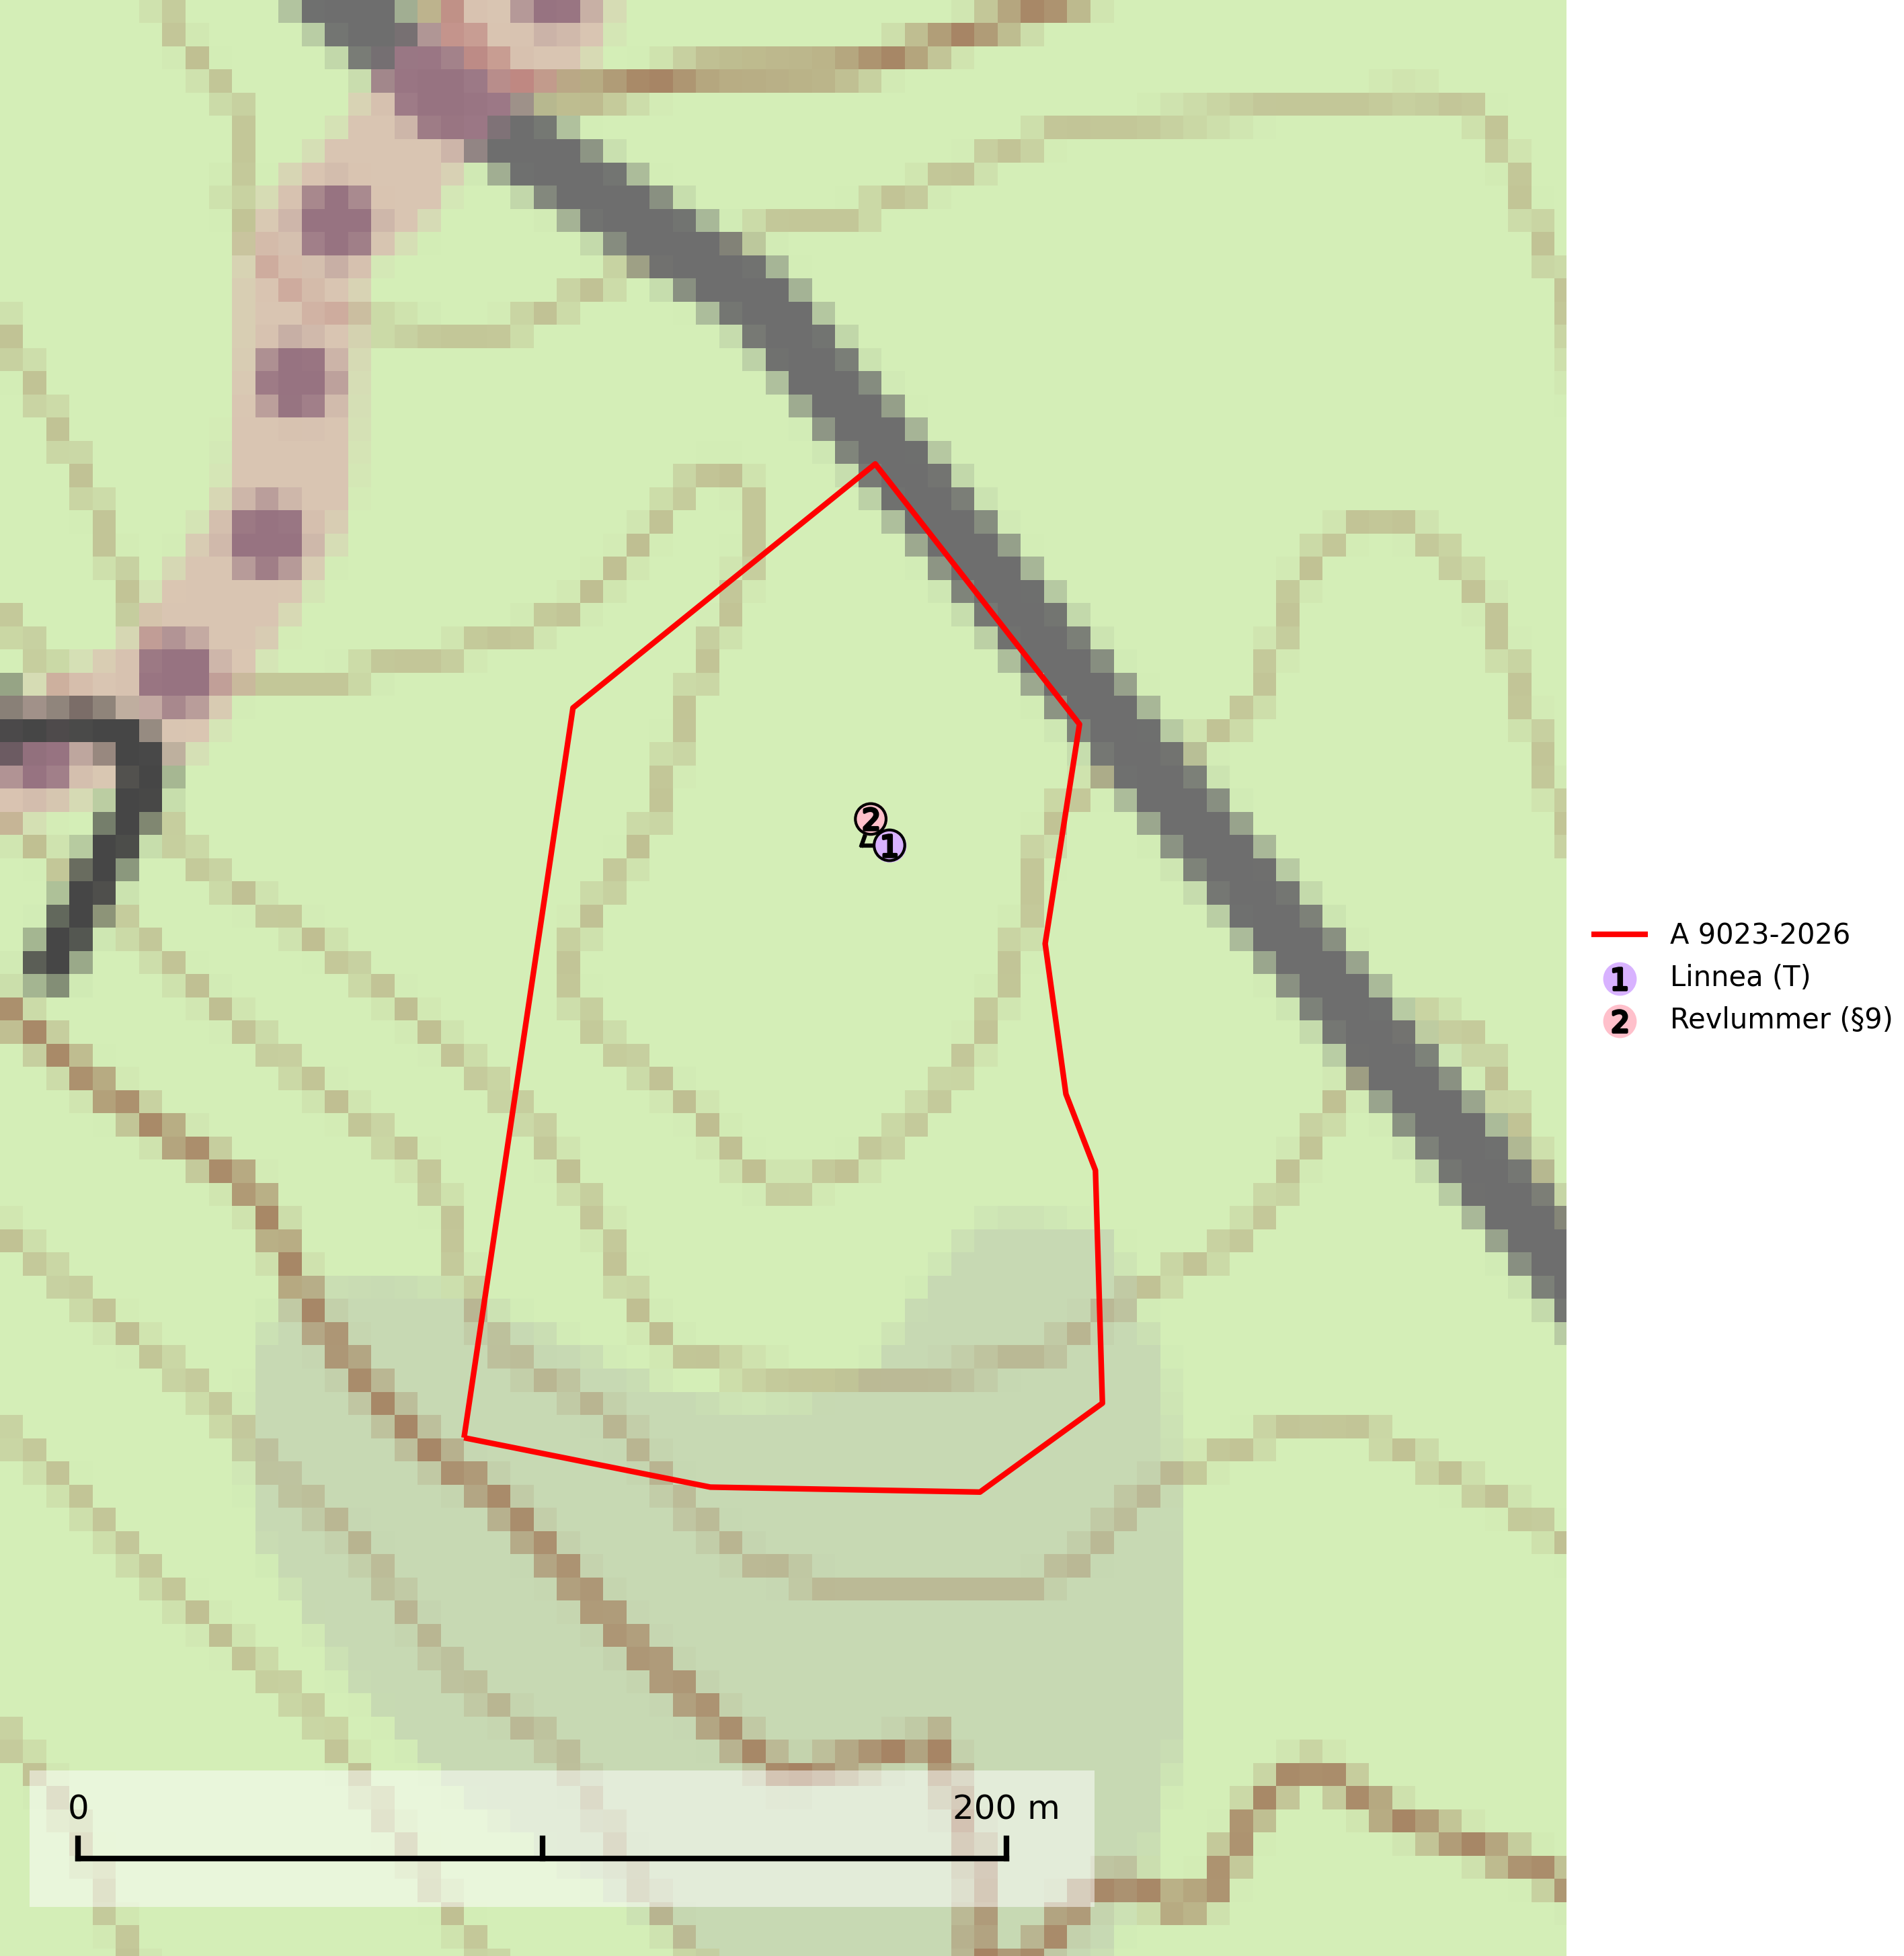 2
1
A 9023-2026
1 Linnea (T)
2 Revlummer (§9)
0 200 m